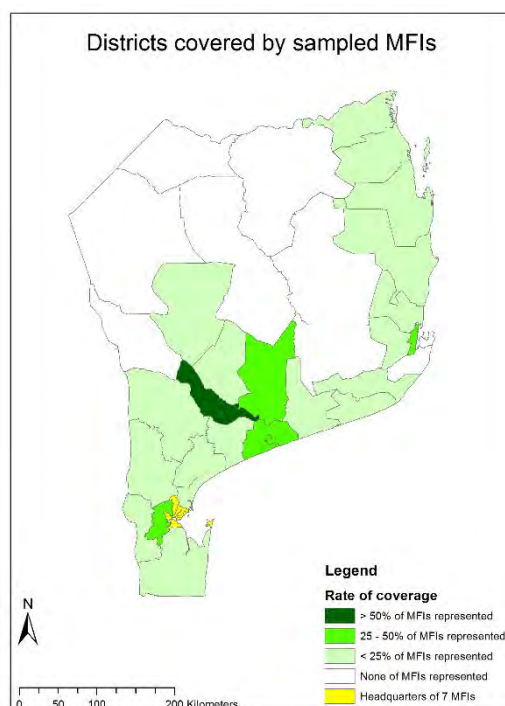 Districts covered by sampled MFIs
N
Legend
Rate of coverage
> 50% of MFIs represented
25 - 50% of MFIs represented
< 25% of MFIs represented
None of MFIs represented
Headquarters of 7 MFIs
0 50 100 200 Kilometers